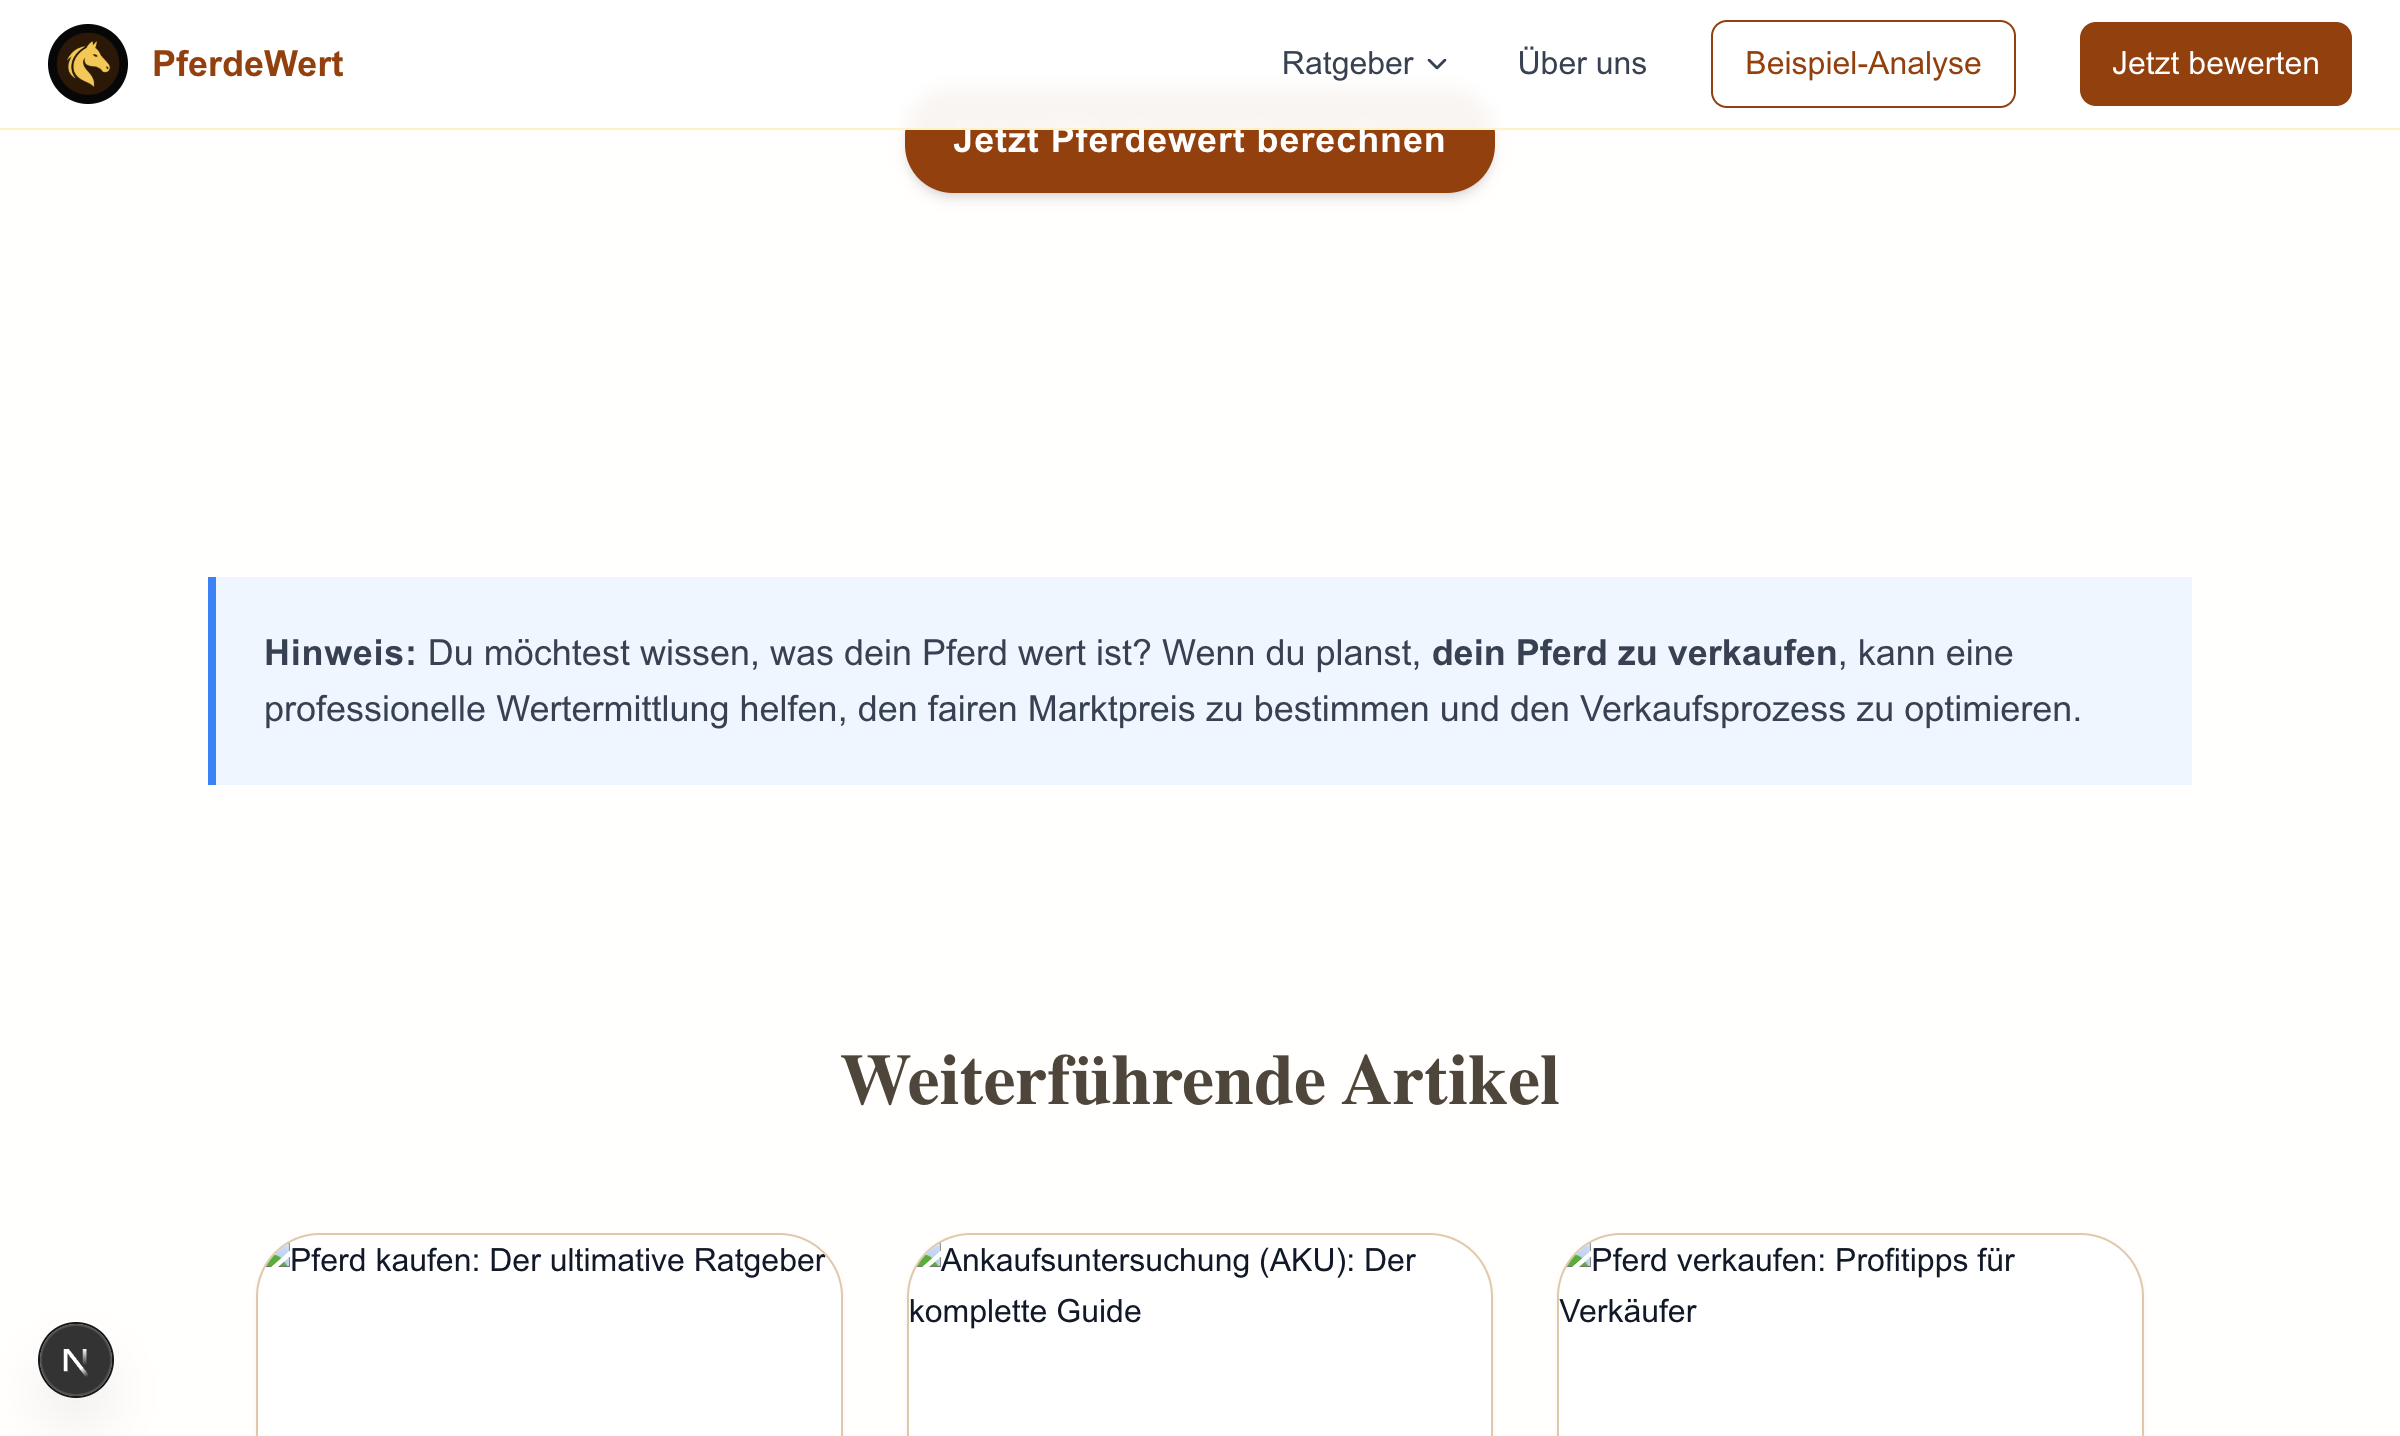 PferdeWert
Ratgeber
Über uns
Beispiel-Analyse
Jetzt bewerten
Jetzt Pferdewert berechnen
Hinweis: Du möchtest wissen, was dein Pferd wert ist? Wenn du planst, dein Pferd zu verkaufen, kann eine
professionelle Wertermittlung helfen, den fairen Marktpreis zu bestimmen und den Verkaufsprozess zu optimieren.
Weiterführende Artikel
Pferd kaufen: Der ultimative Ratgeber
Ankaufsuntersuchung (AKU): Der
komplette Guide
Pferd verkaufen: Profitipps für
Verkäufer
N